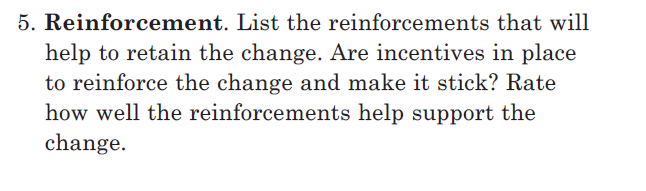 5. Reinforcement. List the reinforcements that will
help to retain the change. Are incentives in place
to reinforce the change and make it stick? Rate
how well the reinforcements help support the
change.